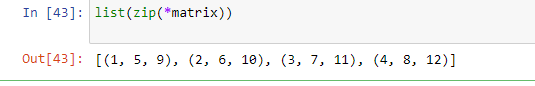 In [43]: list(zip(*matrix))
Out[43]: [(1, 5, 9), (2, 6, 10), (3, 7, 11), (4, 8, 12)]